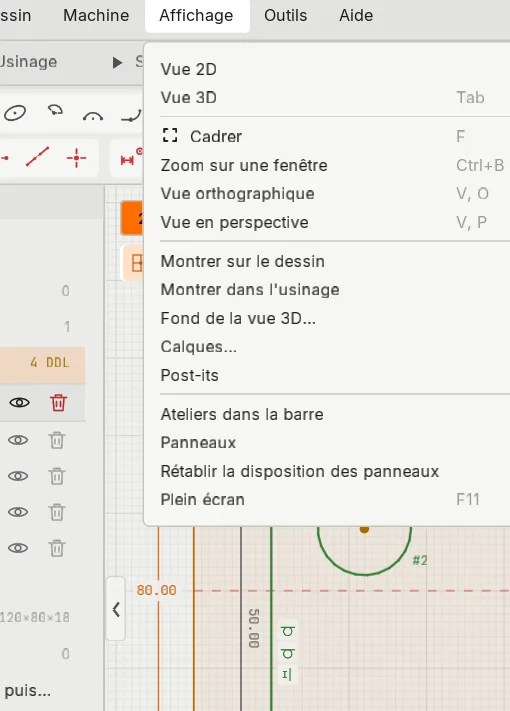 ssin Machine Affichage Outils Aide
Usinage
Vue 2D
Vue 3D Tab
Cadrer F
Zoom sur une fenêtre Ctrl+B
Vue orthographique V, O
Vue en perspective V, P
Montrer sur le dessin
Montrer dans l'usinage
Fond de la vue 3D...
Calques...
Post-its
Ateliers dans la barre
Panneaux
Rétablir la disposition des panneaux
Plein écran F11
0
1
4 DDL
120×80×18
0
puis...
#2
80.00
50.00